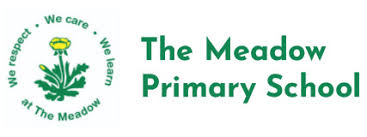 We respect • We care • We learn
at The Meadow
The Meadow
Primary School